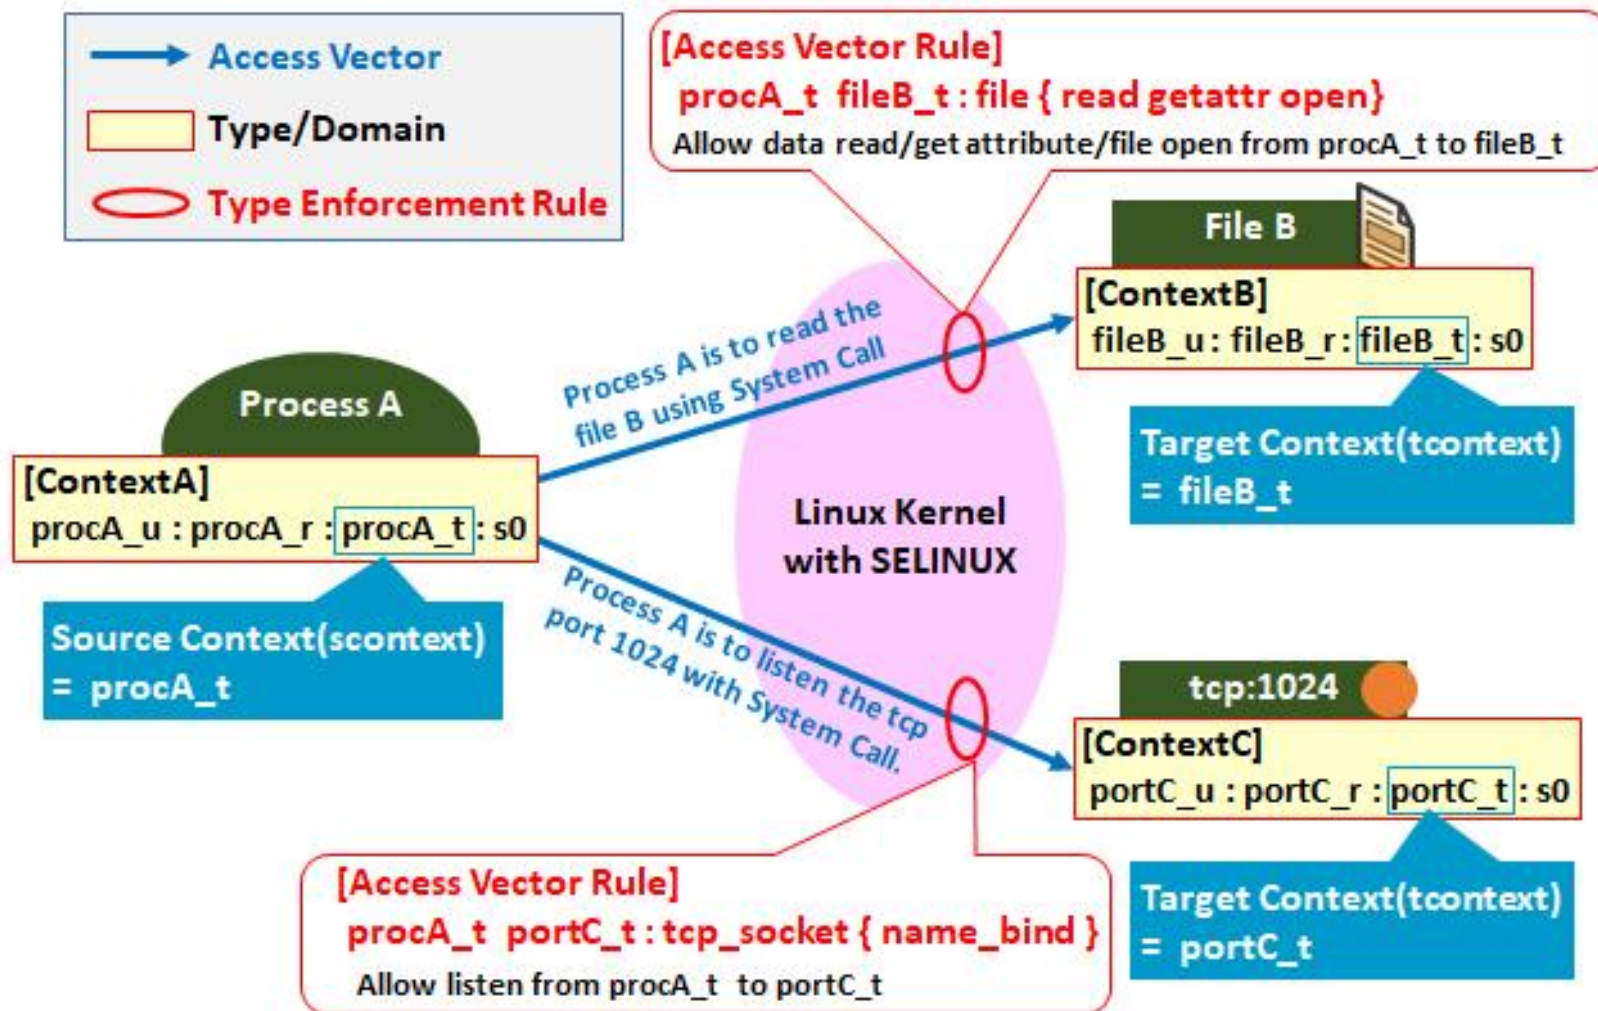 Access Vector
Type/Domain
Type Enforcement Rule
[Access Vector Rule]
procA_t fileB_t : file { read getattr open}
Allow data read/get attribute/file open from procA_t to fileB_t
File B
[ContextB]
fileB_u : fileB_r : fileB_t : s0
Target Context(tcontext)
= fileB_t
Process A is to read the
file B using System Call
Process A
[ContextA]
procA_u : procA_r : procA_t : s0
Source Context(scontext)
= procA_t
Linux Kernel
with SELINUX
Process A is to listen the tcp
port 1024 with System Call.
tcp:1024
[ContextC]
portC_u : portC_r : portC_t : s0
Target Context(tcontext)
= portC_t
[Access Vector Rule]
procA_t portC_t : tcp_socket { name_bind }
Allow listen from procA_t to portC_t